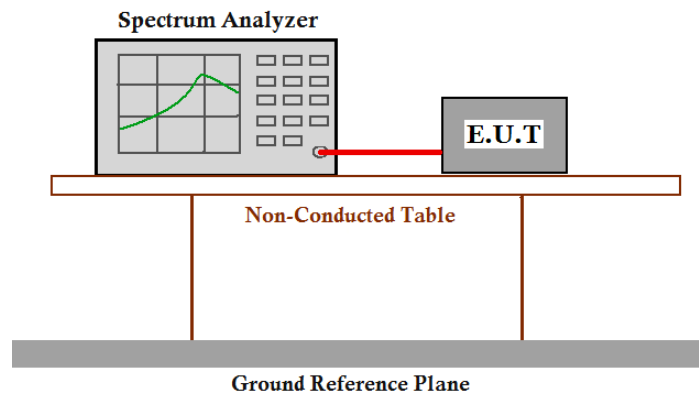 Spectrum Analyzer
E.U.T
Non-Conducted Table
Ground Reference Plane